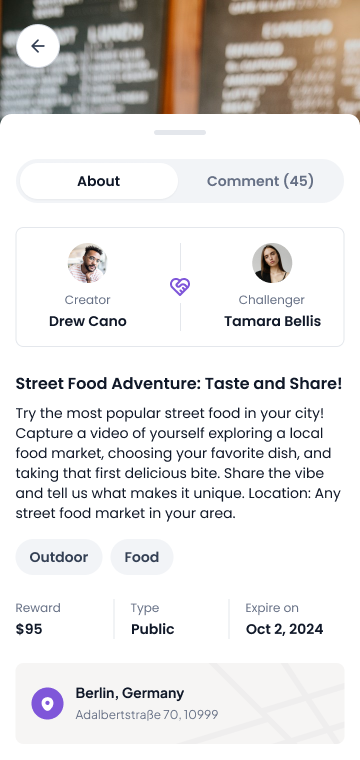 LUNCH
ESPRESSO
About
Comment (45)
Creator
Challenger
Drew Cano
Tamara Bellis
Street Food Adventure: Taste and Share!
Try the most popular street food in your city!
Capture a video of yourself exploring a local
food market, choosing your favorite dish, and
taking that first delicious bite. Share the vibe
and tell us what makes it unique. Location: Any
street food market in your area.
Outdoor
Food
Reward
Type
Expire on
$95
Public
Oct 2, 2024
Berlin, Germany
Adalbertstraße 70, 10999